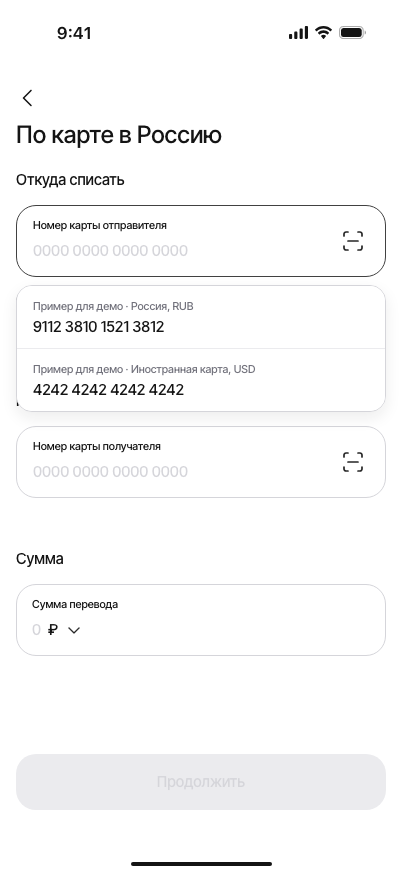 9:41
По карте в Россию
Откуда списать
Номер карты отправителя
0000 0000 0000 0000
Пример для демо · Россия, RUB
9112 3810 1521 3812
Пример для демо · Иностранная карта, USD
4242 4242 4242 4242
Номер карты получателя
0000 0000 0000 0000
Сумма
Сумма перевода
0 ₽
Продолжить